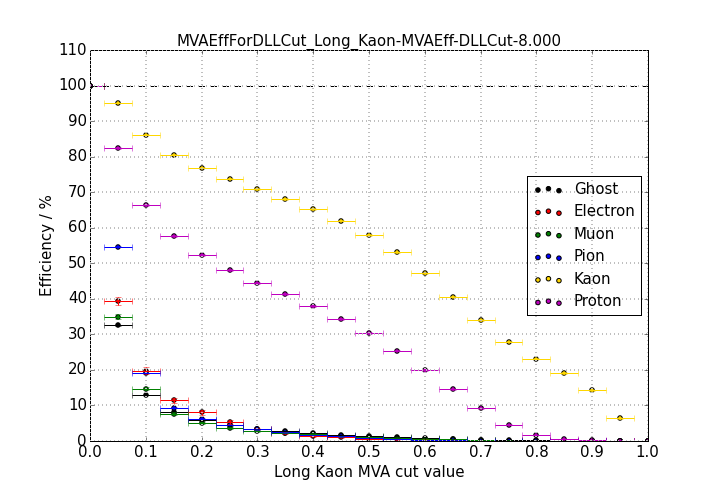 MVAEffForDLLCut_Long_Kaon-MVAEff-DLLCut-8.000
110
100
90
80
70
60
50
40
30
20
10
0
Efficiency / %
Ghost
Electron
Muon
Pion
Kaon
Proton
0.0 0.1 0.2 0.3 0.4 0.5 0.6 0.7 0.8 0.9 1.0
Long Kaon MVA cut value